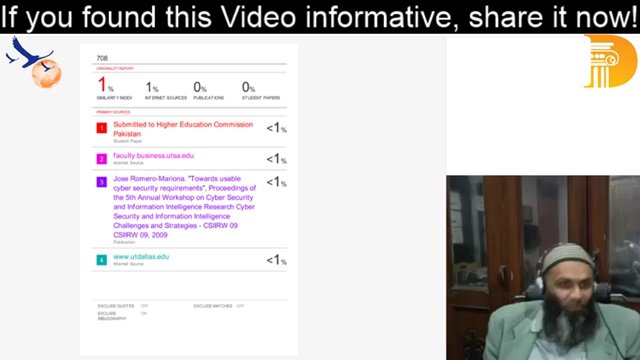 If you found this Video informative, share it now!
708
ORIGINALITY REPORT
1% 1% 0% 0%
SIMILARITY INDEX INTERNET SOURCES PUBLICATIONS STUDENT PAPERS
PRIMARY SOURCES
1 Submitted to Higher Education Commission <1%
Pakistan
Student Paper
2 faculty.business.utsa.edu <1%
Internet Source
3 Jose Romero-Mariona. "Towards usable <1%
cyber security requirements", Proceedings of
the 5th Annual Workshop on Cyber Security
and Information Intelligence Research Cyber
Security and Information Intelligence
Challenges and Strategies - CSIIRW 09
CSIIRW 09, 2009
Publication
4 www.utdallas.edu <1%
Internet Source
EXCLUDE QUOTES OFF EXCLUDE MATCHES OFF
EXCLUDE ON
BIBLIOGRAPHY